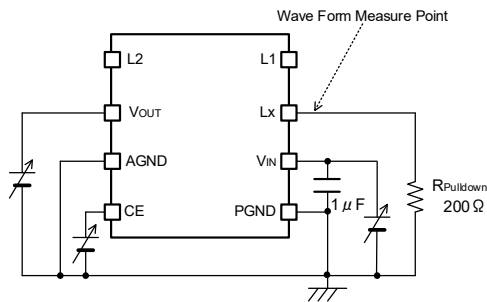 Wave Form Measure Point
L2
L1
VOUT
Lx
AGND
VIN
CE
PGND
1μF
RPulldown
200Ω